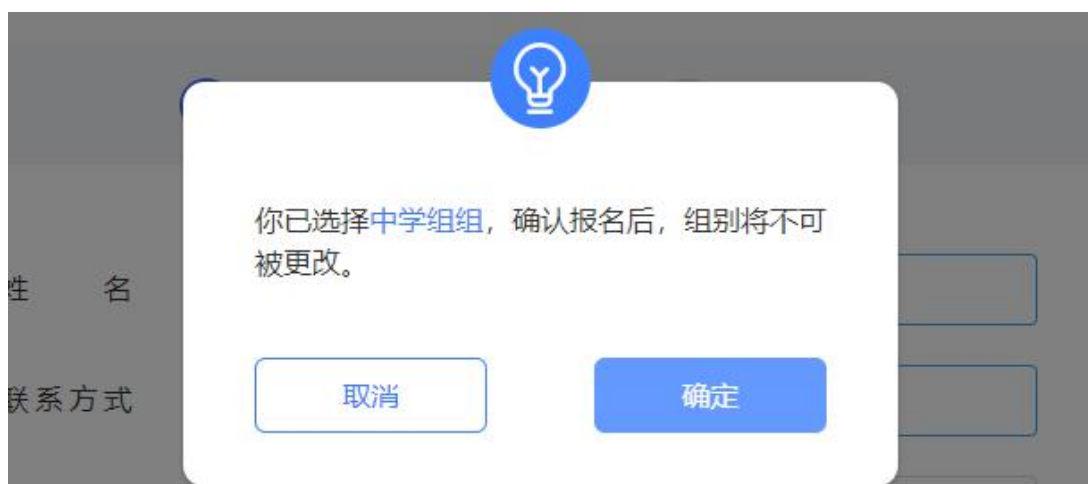 你已选择中学组组，确认报名后，组别将不可
被更改。
姓 名
联系方式
取消
确定